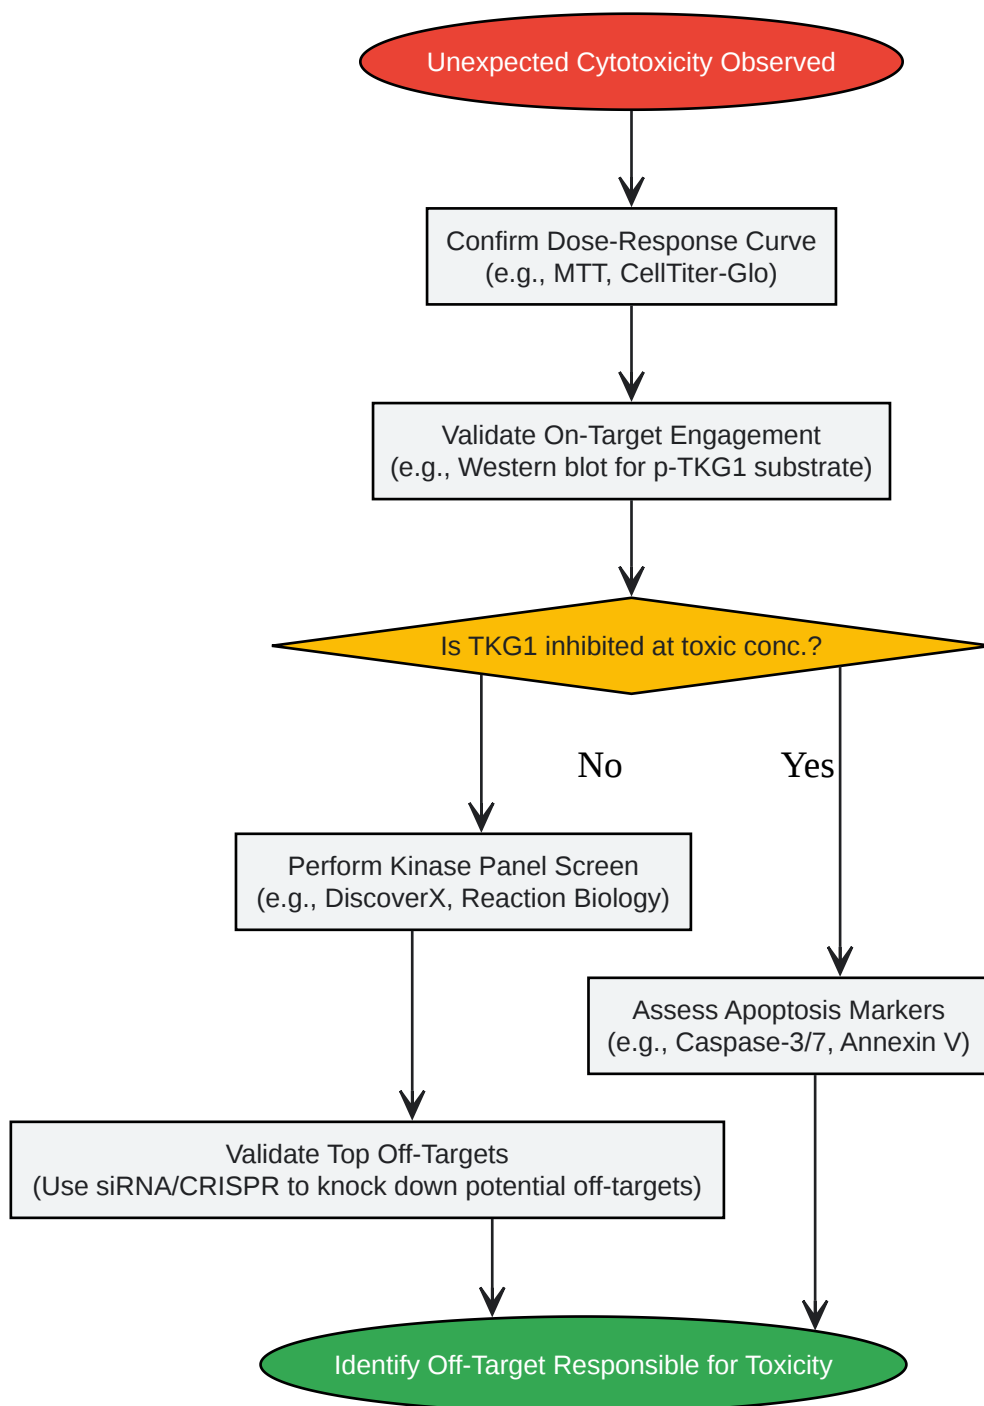 Unexpected Cytotoxicity Observed
Confirm Dose-Response Curve
(e.g., MTT, CellTiter-Glo)
Validate On-Target Engagement
(e.g., Western blot for p-TKG1 substrate)
Is TKG1 inhibited at toxic conc.?
No
Yes
Perform Kinase Panel Screen
(e.g., DiscoverX, Reaction Biology)
Assess Apoptosis Markers
(e.g., Caspase-3/7, Annexin V)
Validate Top Off-Targets
(Use siRNA/CRISPR to knock down potential off-targets)
Identify Off-Target Responsible for Toxicity